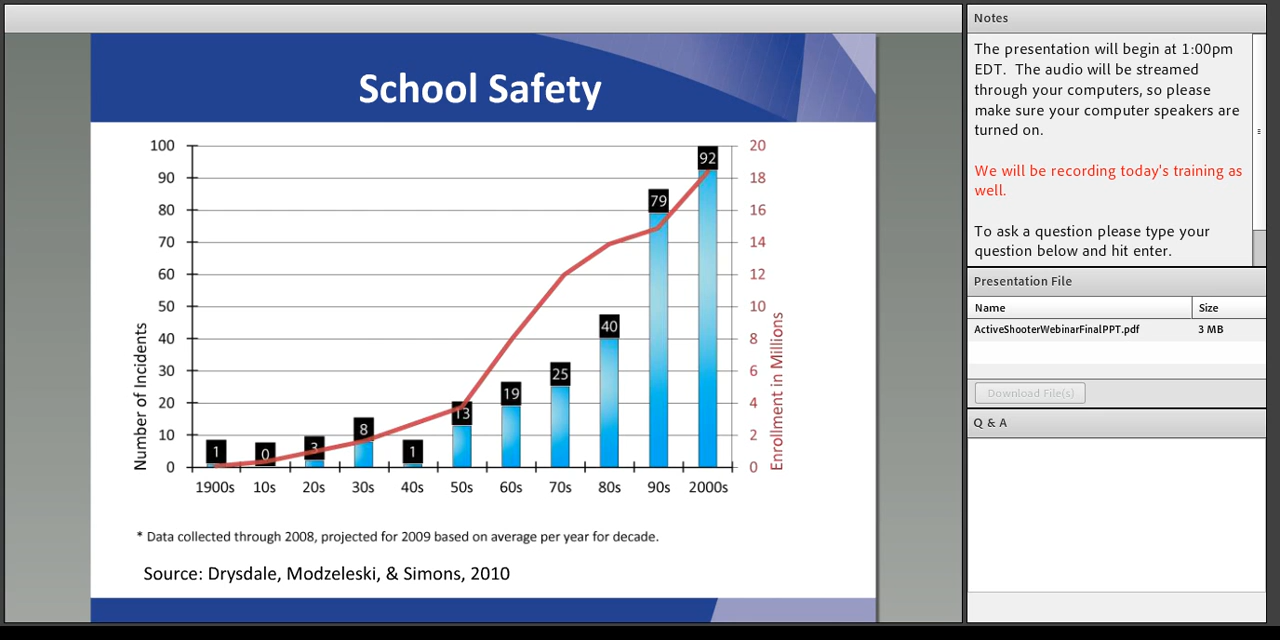 School Safety
100
90
80
70
60
50
40
30
20
10
0
Number of Incidents
20
18
16
14
12
10
8
6
4
2
0
Enrollment in Millions
1
0
3
8
1
13
19
25
40
79
92
1900s 10s 20s 30s 40s 50s 60s 70s 80s 90s 2000s
* Data collected through 2008, projected for 2009 based on average per year for decade.
Source: Drysdale, Modzeleski, & Simons, 2010
Notes
The presentation will begin at 1:00pm
EDT. The audio will be streamed
through your computers, so please
make sure your computer speakers are
turned on.
We will be recording today's training as
well.
To ask a question please type your
question below and hit enter.
Presentation File
Name Size
ActiveShooterWebinarFinalPPT.pdf 3 MB
Download File(s)
Q & A